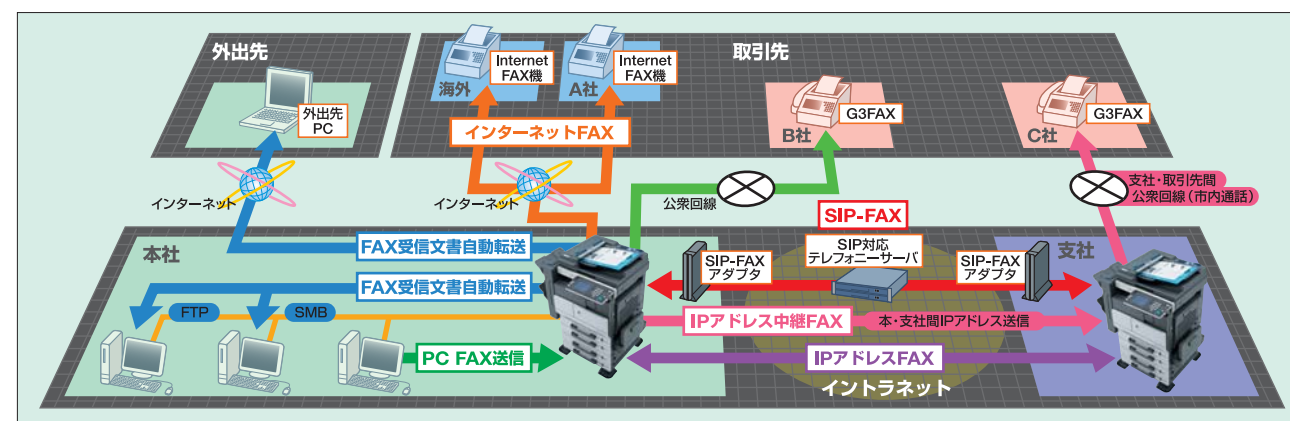 外出先
取引先
Internet
FAX機
Internet
FAX機
海外
A社
外出先
PC
G3FAX
B社
G3FAX
C社
インターネットFAX
インターネット
インターネット
公衆回線
支社・取引先間
公衆回線（市内通話）
SIP-FAX
本社
支社
FAX受信文書自動転送
SIP-FAX
アダプタ
SIP対応
テレフォニーサーバ
SIP-FAX
アダプタ
FAX受信文書自動転送
FTP
SMB
IPアドレス中継FAX
本・支社間IPアドレス送信
PC FAX送信
IPアドレスFAX
イントラネット